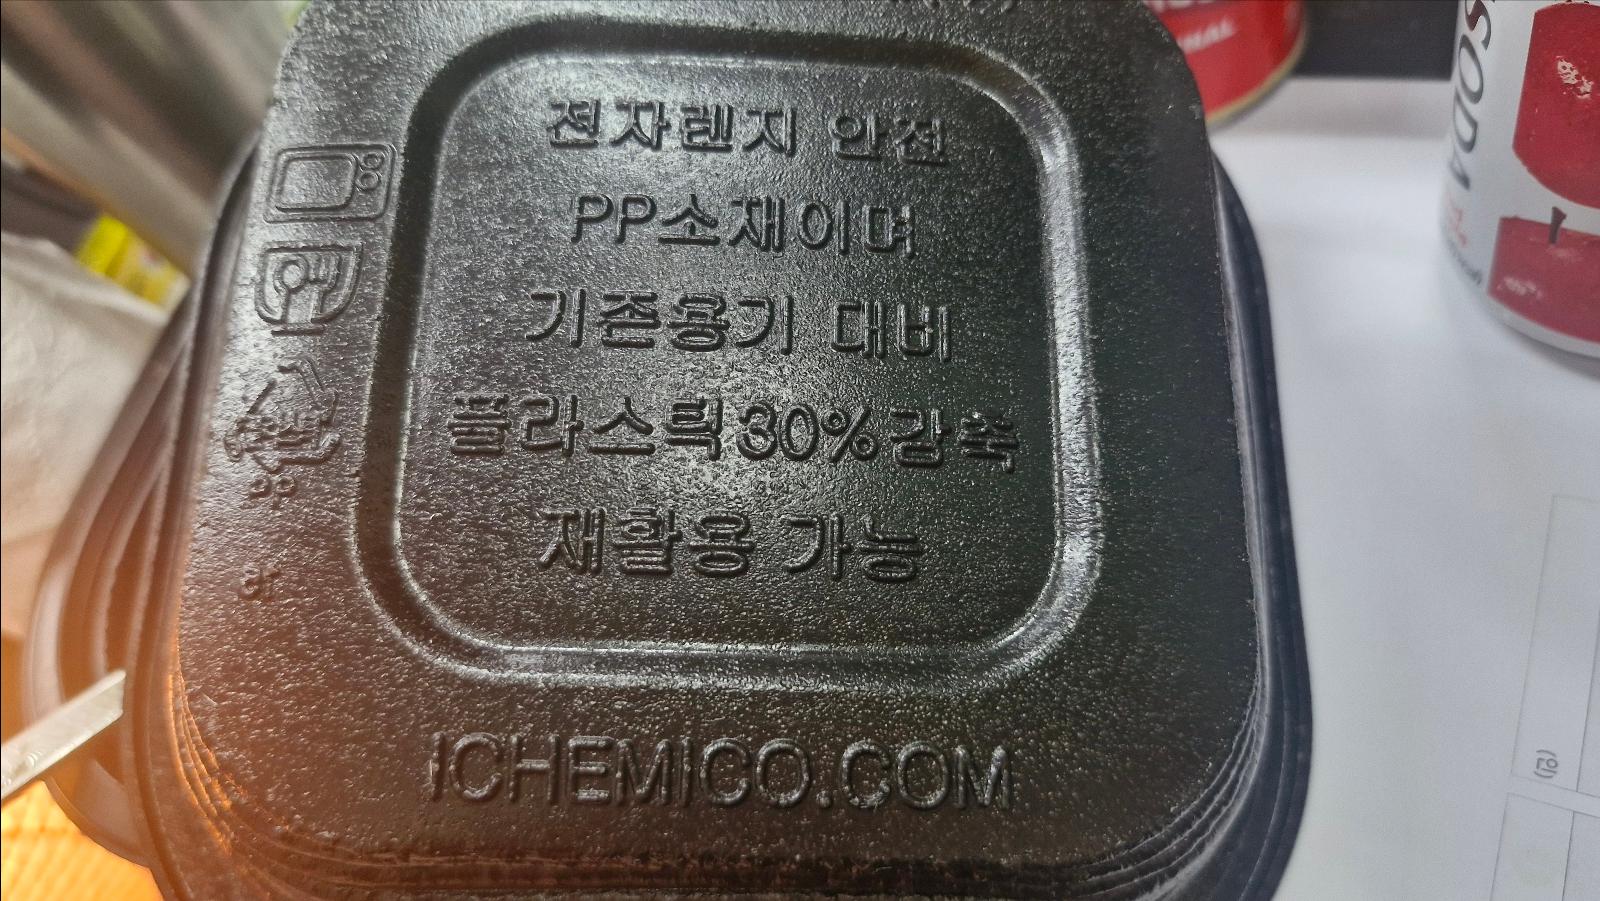 전자렌지 안전
PP소재이며
기존용기 대비
플라스틱30%감축
재활용 가능
ICHEMICO.COM
SODA